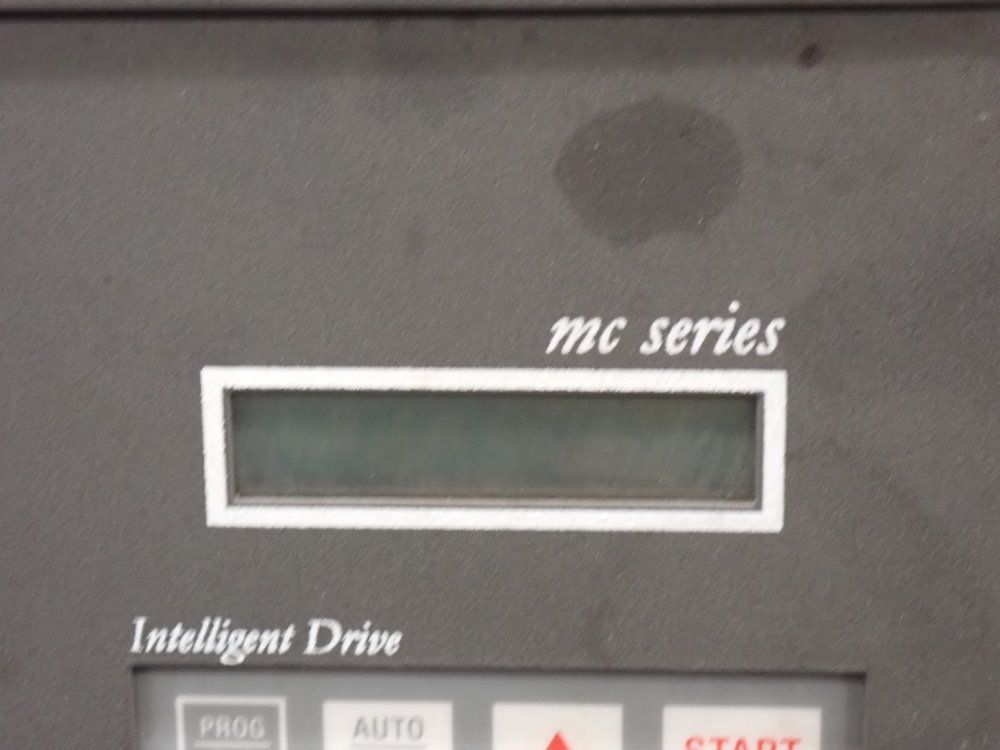 mc series
Intelligent Drive
PROG AUTO START